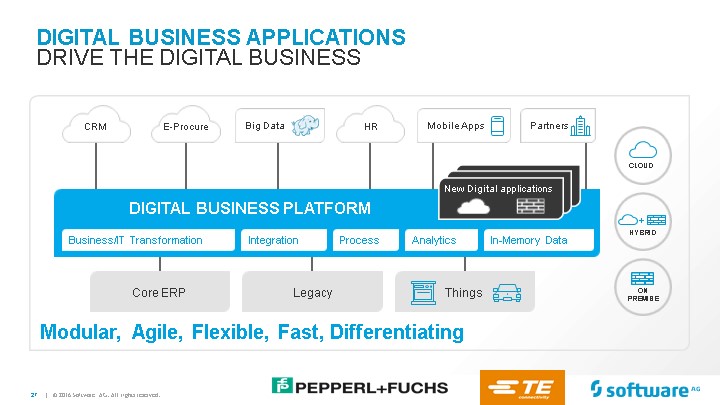 DIGITAL BUSINESS APPLICATIONS
DRIVE THE DIGITAL BUSINESS
CRM
E-Procure
Big Data
HR
Mobile Apps
Partners
CLOUD
New Digital applications
DIGITAL BUSINESS PLATFORM
+
HYBRID
Business/IT Transformation
Integration
Process
Analytics
In-Memory Data
Core ERP
Legacy
Things
ON
PREMISE
Modular, Agile, Flexible, Fast, Differentiating
PEPPERL+FUCHS
TE
connectivity
software AG
27 | © 2016 Software AG. All rights reserved.